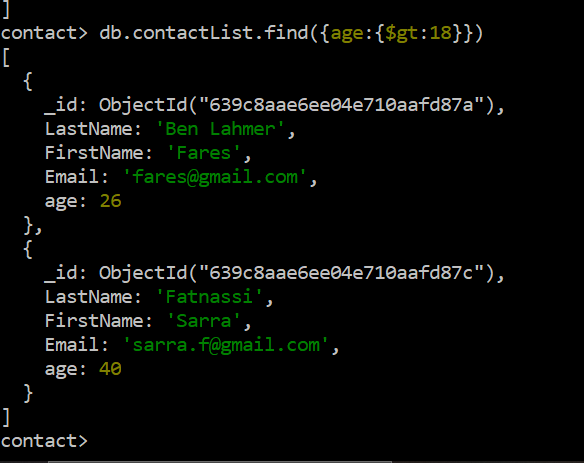 ]
contact> db.contactList.find({age:{$gt:18}})
[
  {
    _id: ObjectId("639c8aae6ee04e710aafd87a"),
    LastName: 'Ben Lahmer',
    FirstName: 'Fares',
    Email: 'fares@gmail.com',
    age: 26
  },
  {
    _id: ObjectId("639c8aae6ee04e710aafd87c"),
    LastName: 'Fatnassi',
    FirstName: 'Sarra',
    Email: 'sarra.f@gmail.com',
    age: 40
  }
]
contact>